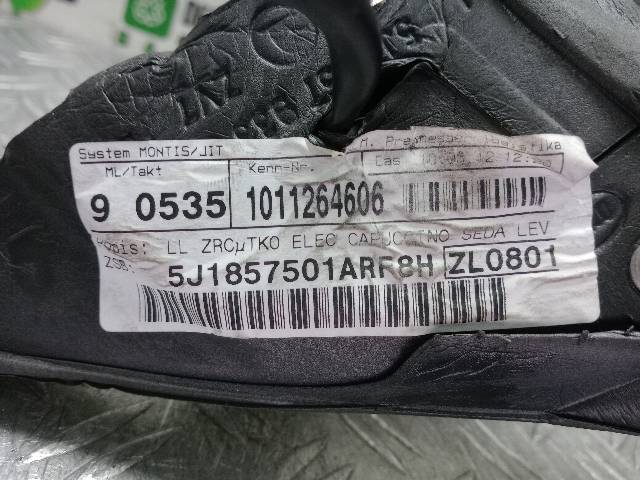 System MONTIS/JIT
ML/Takt
Kenn-Nr.
Cas
9 0535
1011264606
Popis: LL ZRCµTKO ELEC CAPUCCINO SEDA LEV
ZSB:
5J1857501ARF8H
ZL0801